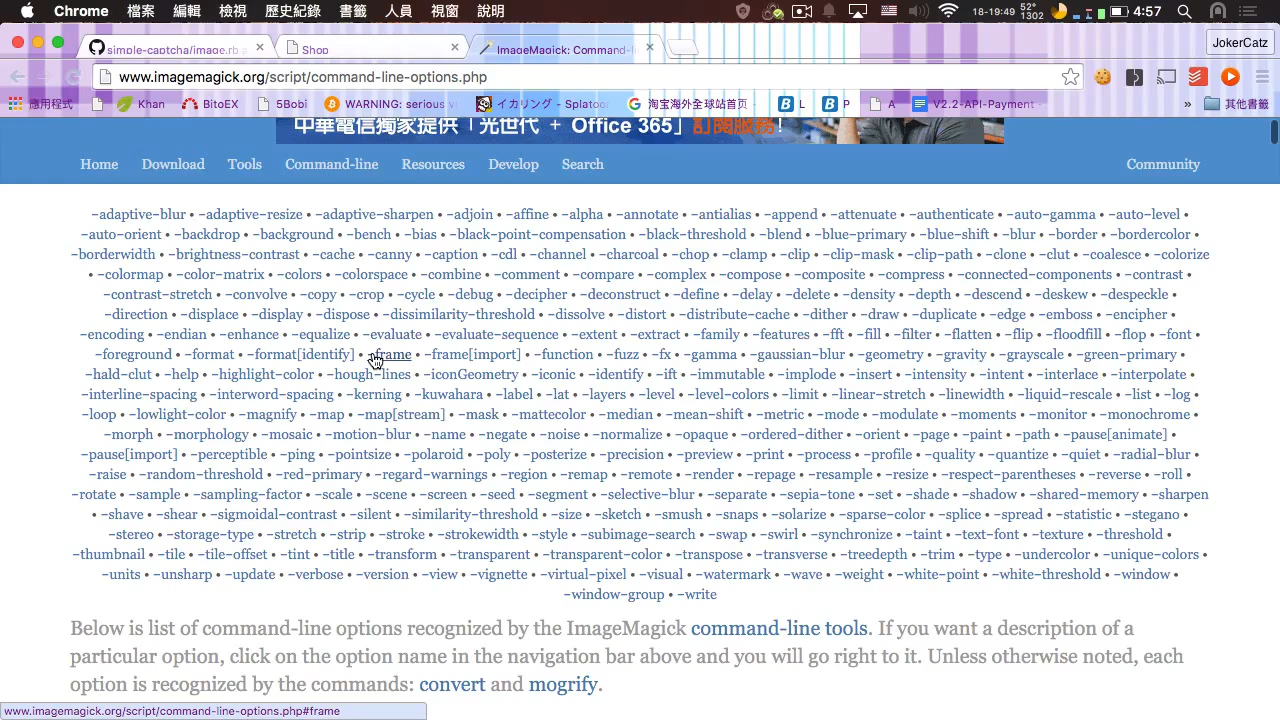 Chrome 檔案 編輯 檢視 歷史紀錄 書籤 人員 視窗 說明 18-19:49 52° 1302 4:57
simple-captcha/image.rb a Shop ImageMagick: Command-li JokerCatz
www.imagemagick.org/script/command-line-options.php
應用程式 Khan BitoEX 5Bobi WARNING: serious イカリング - Splatoo 淘宝海外全球站首页 L P A V2.2-API-Payment » 其他書籤
中華電信獨家提供「光世代 + Office 365」訂閱服務!
Home Download Tools Command-line Resources Develop Search Community
-adaptive-blur • -adaptive-resize • -adaptive-sharpen • -adjoin • -affine • -alpha • -annotate • -antialias • -append • -attenuate • -authenticate • -auto-gamma • -auto-level •
-auto-orient • -backdrop • -background • -bench • -bias • -black-point-compensation • -black-threshold • -blend • -blue-primary • -blue-shift • -blur • -border • -bordercolor •
-borderwidth • -brightness-contrast • -cache • -canny • -caption • -cdl • -channel • -charcoal • -chop • -clamp • -clip • -clip-mask • -clip-path • -clone • -clut • -coalesce • -colorize
• -colormap • -color-matrix • -colors • -colorspace • -combine • -comment • -compare • -complex • -compose • -composite • -compress • -connected-components • -contrast •
-contrast-stretch • -convolve • -copy • -crop • -cycle • -debug • -decipher • -deconstruct • -define • -delay • -delete • -density • -depth • -descend • -deskew • -despeckle •
-direction • -displace • -display • -dispose • -dissimilarity-threshold • -dissolve • -distort • -distribute-cache • -dither • -draw • -duplicate • -edge • -emboss • -encipher •
-encoding • -endian • -enhance • -equalize • -evaluate • -evaluate-sequence • -extent • -extract • -family • -features • -fft • -fill • -filter • -flatten • -flip • -floodfill • -flop • -font •
-foreground • -format • -format[identify] • -frame • -frame[import] • -function • -fuzz • -fx • -gamma • -gaussian-blur • -geometry • -gravity • -grayscale • -green-primary •
-hald-clut • -help • -highlight-color • -hough-lines • -iconGeometry • -iconic • -identify • -ift • -immutable • -implode • -insert • -intensity • -intent • -interlace • -interpolate •
-interline-spacing • -interword-spacing • -kerning • -kuwahara • -label • -lat • -layers • -level • -level-colors • -limit • -linear-stretch • -linewidth • -liquid-rescale • -list • -log
• -loop • -lowlight-color • -magnify • -map • -map[stream] • -mask • -mattecolor • -median • -mean-shift • -metric • -mode • -modulate • -moments • -monitor • -monochrome
• -morph • -morphology • -mosaic • -motion-blur • -name • -negate • -noise • -normalize • -opaque • -ordered-dither • -orient • -page • -paint • -path • -pause[animate] •
-pause[import] • -perceptible • -ping • -pointsize • -polaroid • -poly • -posterize • -precision • -preview • -print • -process • -profile • -quality • -quantize • -quiet • -radial-blur
• -raise • -random-threshold • -red-primary • -regard-warnings • -region • -remap • -remote • -render • -repage • -resample • -resize • -respect-parentheses • -reverse • -roll •
-rotate • -sample • -sampling-factor • -scale • -scene • -screen • -seed • -segment • -selective-blur • -separate • -sepia-tone • -set • -shade • -shadow • -shared-memory • -sharpen
• -shave • -shear • -sigmoidal-contrast • -silent • -similarity-threshold • -size • -sketch • -smush • -snaps • -solarize • -sparse-color • -splice • -spread • -statistic • -stegano
• -stereo • -storage-type • -stretch • -strip • -stroke • -strokewidth • -style • -subimage-search • -swap • -swirl • -synchronize • -taint • -text-font • -texture • -threshold •
-thumbnail • -tile • -tile-offset • -tint • -title • -transform • -transparent • -transparent-color • -transpose • -transverse • -treedepth • -trim • -type • -undercolor • -unique-colors •
-units • -unsharp • -update • -verbose • -version • -view • -vignette • -virtual-pixel • -visual • -watermark • -wave • -weight • -white-point • -white-threshold • -window •
-window-group • -write
Below is list of command-line options recognized by the ImageMagick command-line tools. If you want a description of a
particular option, click on the option name in the navigation bar above and you will go right to it. Unless otherwise noted, each
option is recognized by the commands: convert and mogrify.
www.imagemagick.org/script/command-line-options.php#frame